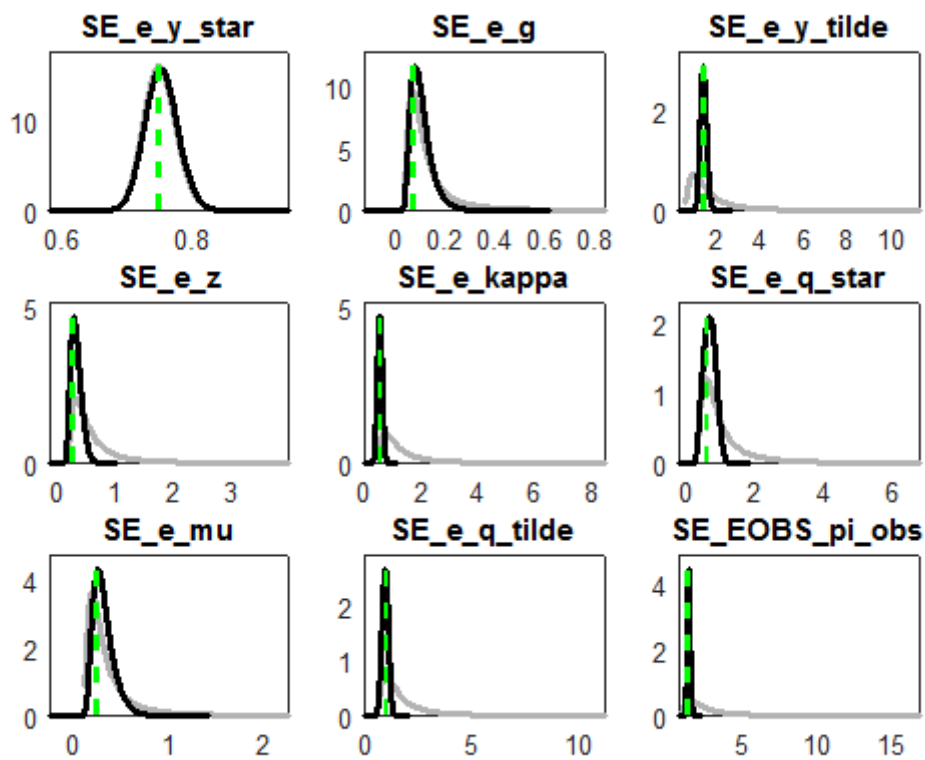 SE_e_y_star SE_e_g SE_e_y_tilde
10
0
0.6 0.8
10
5
0
0 0.2 0.4 0.6 0.8
2
0
2 4 6 8 10
SE_e_z SE_e_kappa SE_e_q_star
5
0
0 1 2 3
5
0
0 2 4 6 8
2
1
0
0 2 4 6
SE_e_mu SE_e_q_tilde SE_EOBS_pi_obs
4
2
0
0 1 2
2
1
0
0 5 10
4
2
0
5 10 15